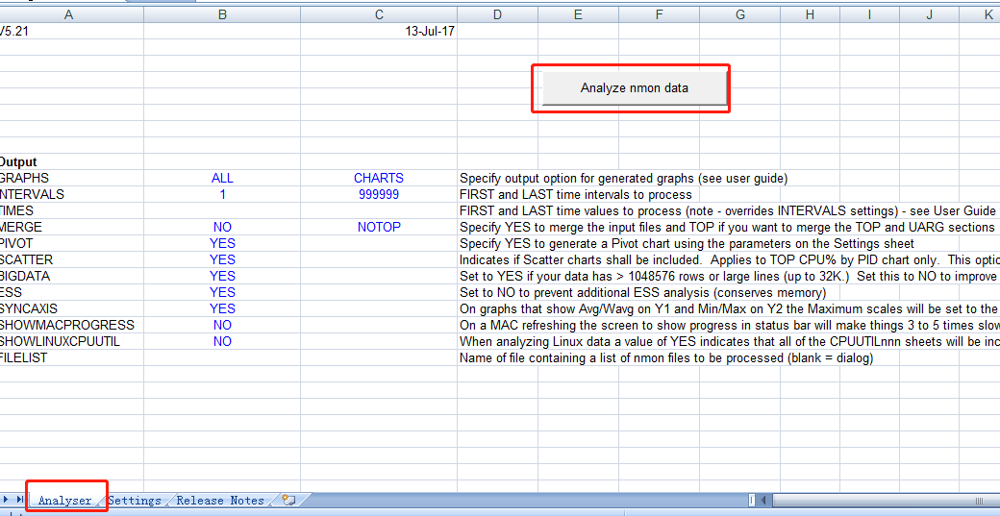 A B C D E F G H I J K
V5.21 13-Jul-17
Analyze nmon data
Output
GRAPHS ALL CHARTS Specify output option for generated graphs (see user guide)
INTERVALS 1 999999 FIRST and LAST time intervals to process
TIMES FIRST and LAST time values to process (note - overrides INTERVALS settings) - see User Guide
MERGE NO NOTOP Specify YES to merge the input files and TOP if you want to merge the TOP and UARG sections
PIVOT YES Specify YES to generate a Pivot chart using the parameters on the Settings sheet
SCATTER YES Indicates if Scatter charts shall be included. Applies to TOP CPU% by PID chart only. This optio
BIGDATA YES Set to YES if your data has > 1048576 rows or large lines (up to 32K.) Set this to NO to improve
ESS YES Set to NO to prevent additional ESS analysis (conserves memory)
SYNCAXIS YES On graphs that show Avg/Wavg on Y1 and Min/Max on Y2 the Maximum scales will be set to the
SHOWMACPROGRESS NO On a MAC refreshing the screen to show progress in status bar will make things 3 to 5 times slow
SHOWLINUXCPUUTIL NO When analyzing Linux data a value of YES indicates that all of the CPUUTILnnn sheets will be inc
FILELIST Name of file containing a list of nmon files to be processed (blank = dialog)
Analyser Settings Release Notes